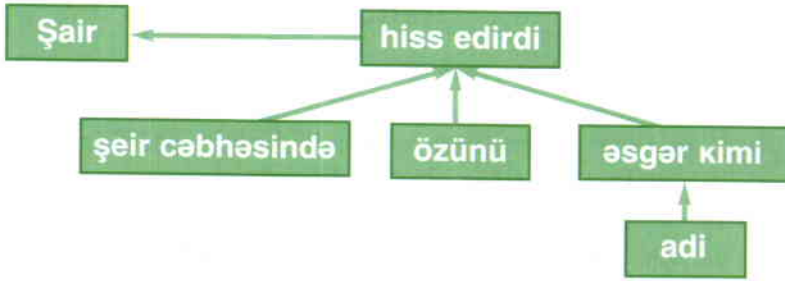 Şair
hiss edirdi
şeir cəbhəsində
özünü
əsgər kimi
adi